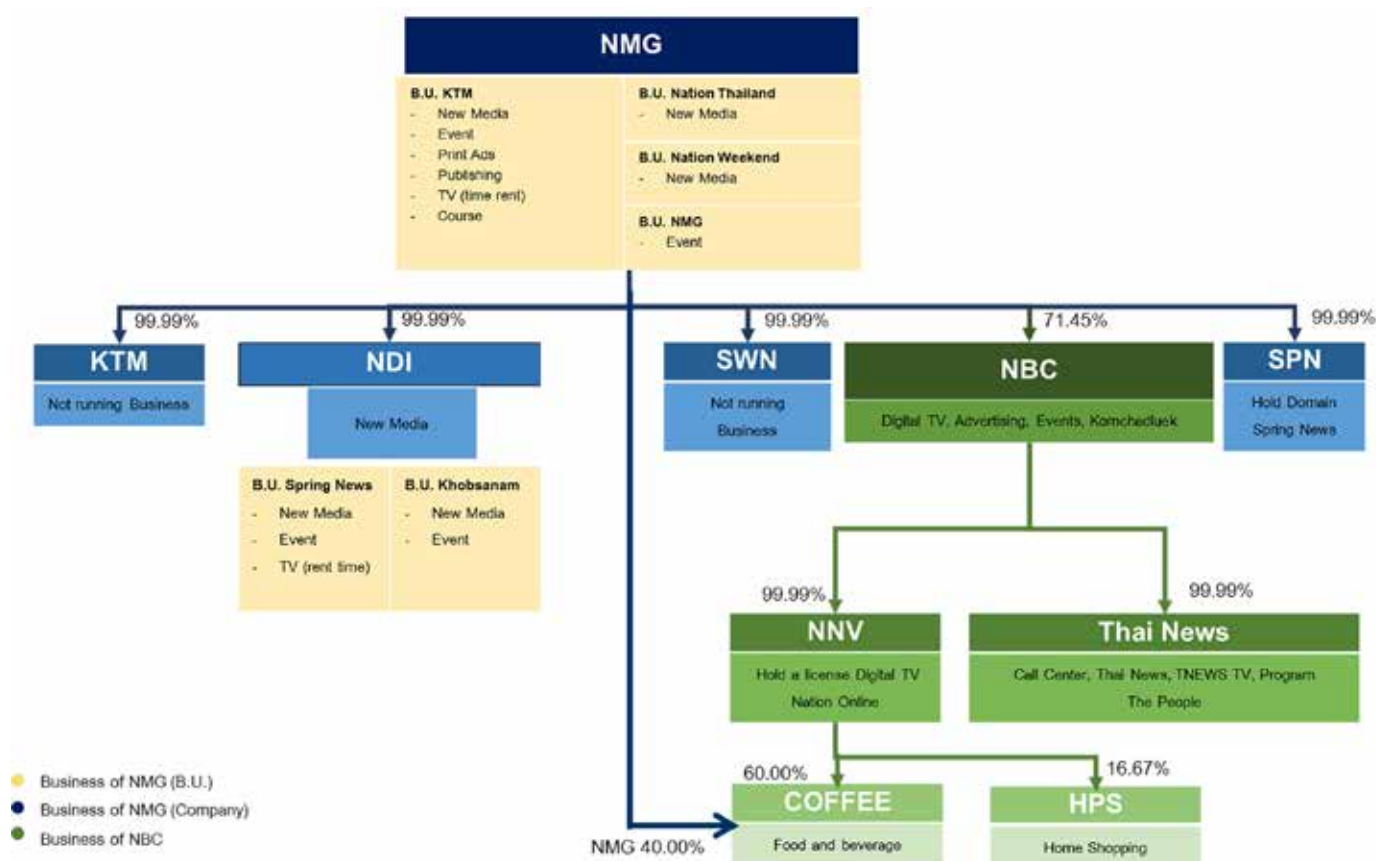 NMG
B.U. KTM
- New Media
- Event
- Print Ads
- Publishing
- TV (time rent)
- Course
B.U. Nation Thailand
- New Media
B.U. Nation Weekend
- New Media
B.U. NMG
- Event
99.99%
99.99%
99.99%
71.45%
99.99%
KTM
Not running Business
NDI
New Media
B.U. Spring News
- New Media
- Event
- TV (rent time)
B.U. Khobsanam
- New Media
- Event
SWN
Not running
Business
NBC
Digital TV, Advertising, Events, Komchadluek
SPN
Hold Domain
Spring News
99.99%
99.99%
NNV
Hold a license Digital TV
Nation Online
Thai News
Call Center, Thai News, TNEWS TV, Program
The People
60.00%
16.67%
COFFEE
Food and beverage
HPS
Home Shopping
NMG 40.00%
Business of NMG (B.U.)
Business of NMG (Company)
Business of NBC